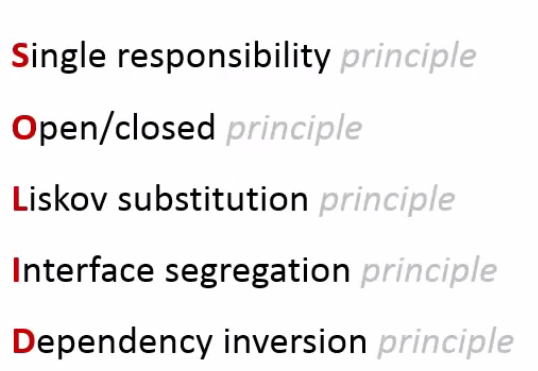 Single responsibility principle
Open/closed principle
Liskov substitution principle
Interface segregation principle
Dependency inversion principle